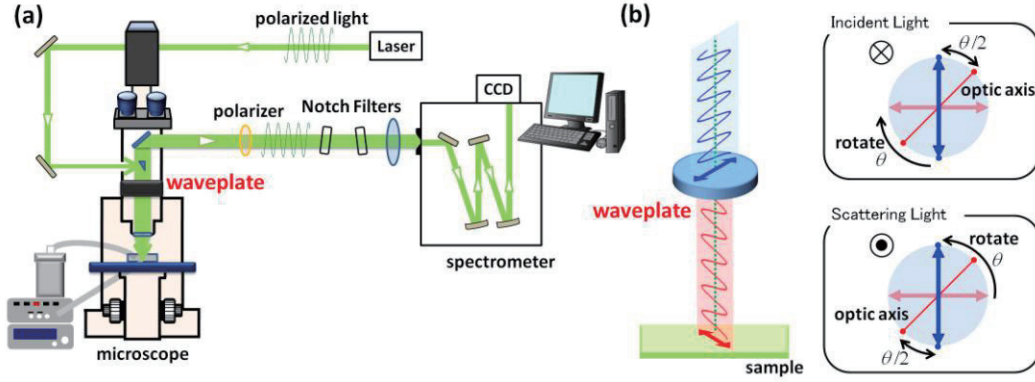 (a)
polarized light
Laser
polarizer
Notch Filters
CCD
waveplate
spectrometer
microscope
(b)
waveplate
sample
Incident Light
θ/2
optic axis
rotate
θ
Scattering Light
rotate
θ
optic axis
θ/2